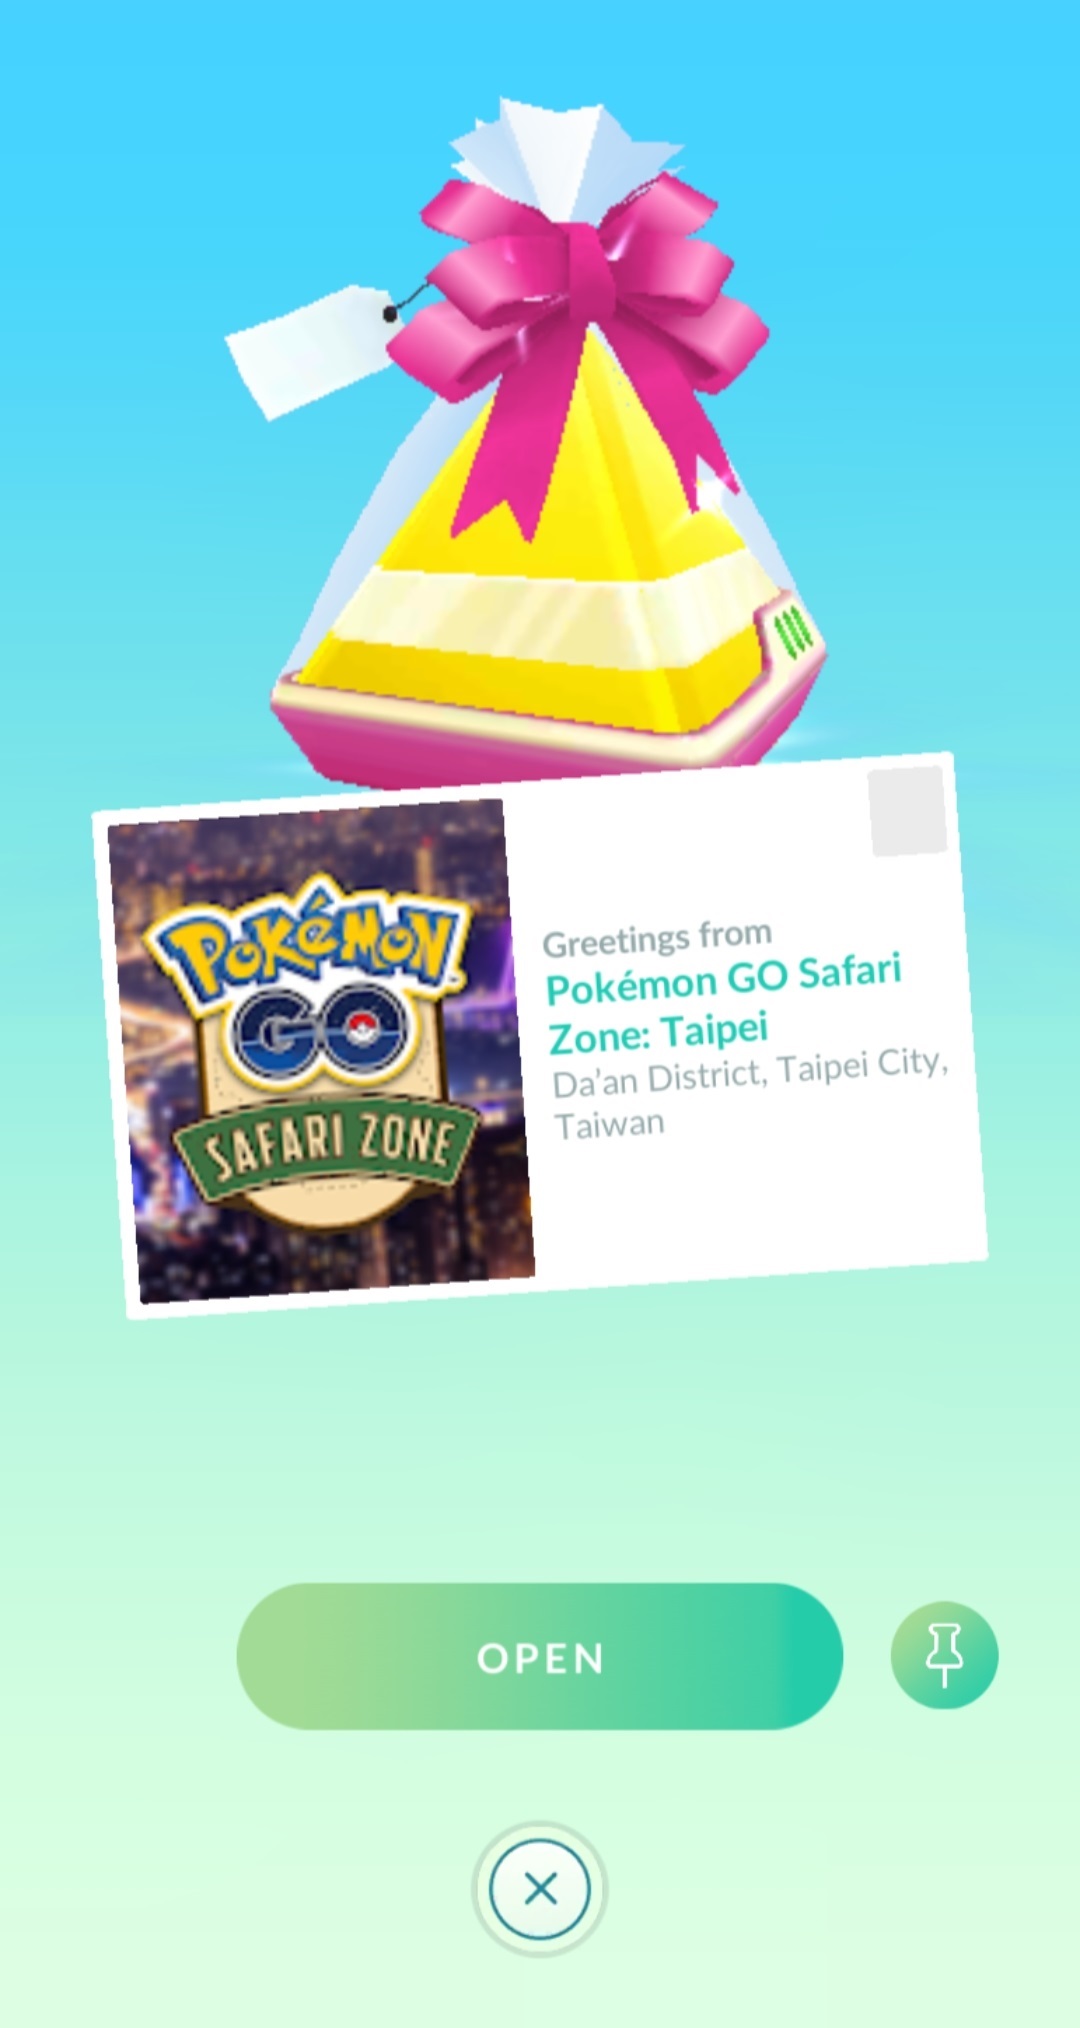 POKéMON
GO
SAFARI ZONE
Greetings from
Pokémon GO Safari
Zone: Taipei
Da’an District, Taipei City,
Taiwan
OPEN